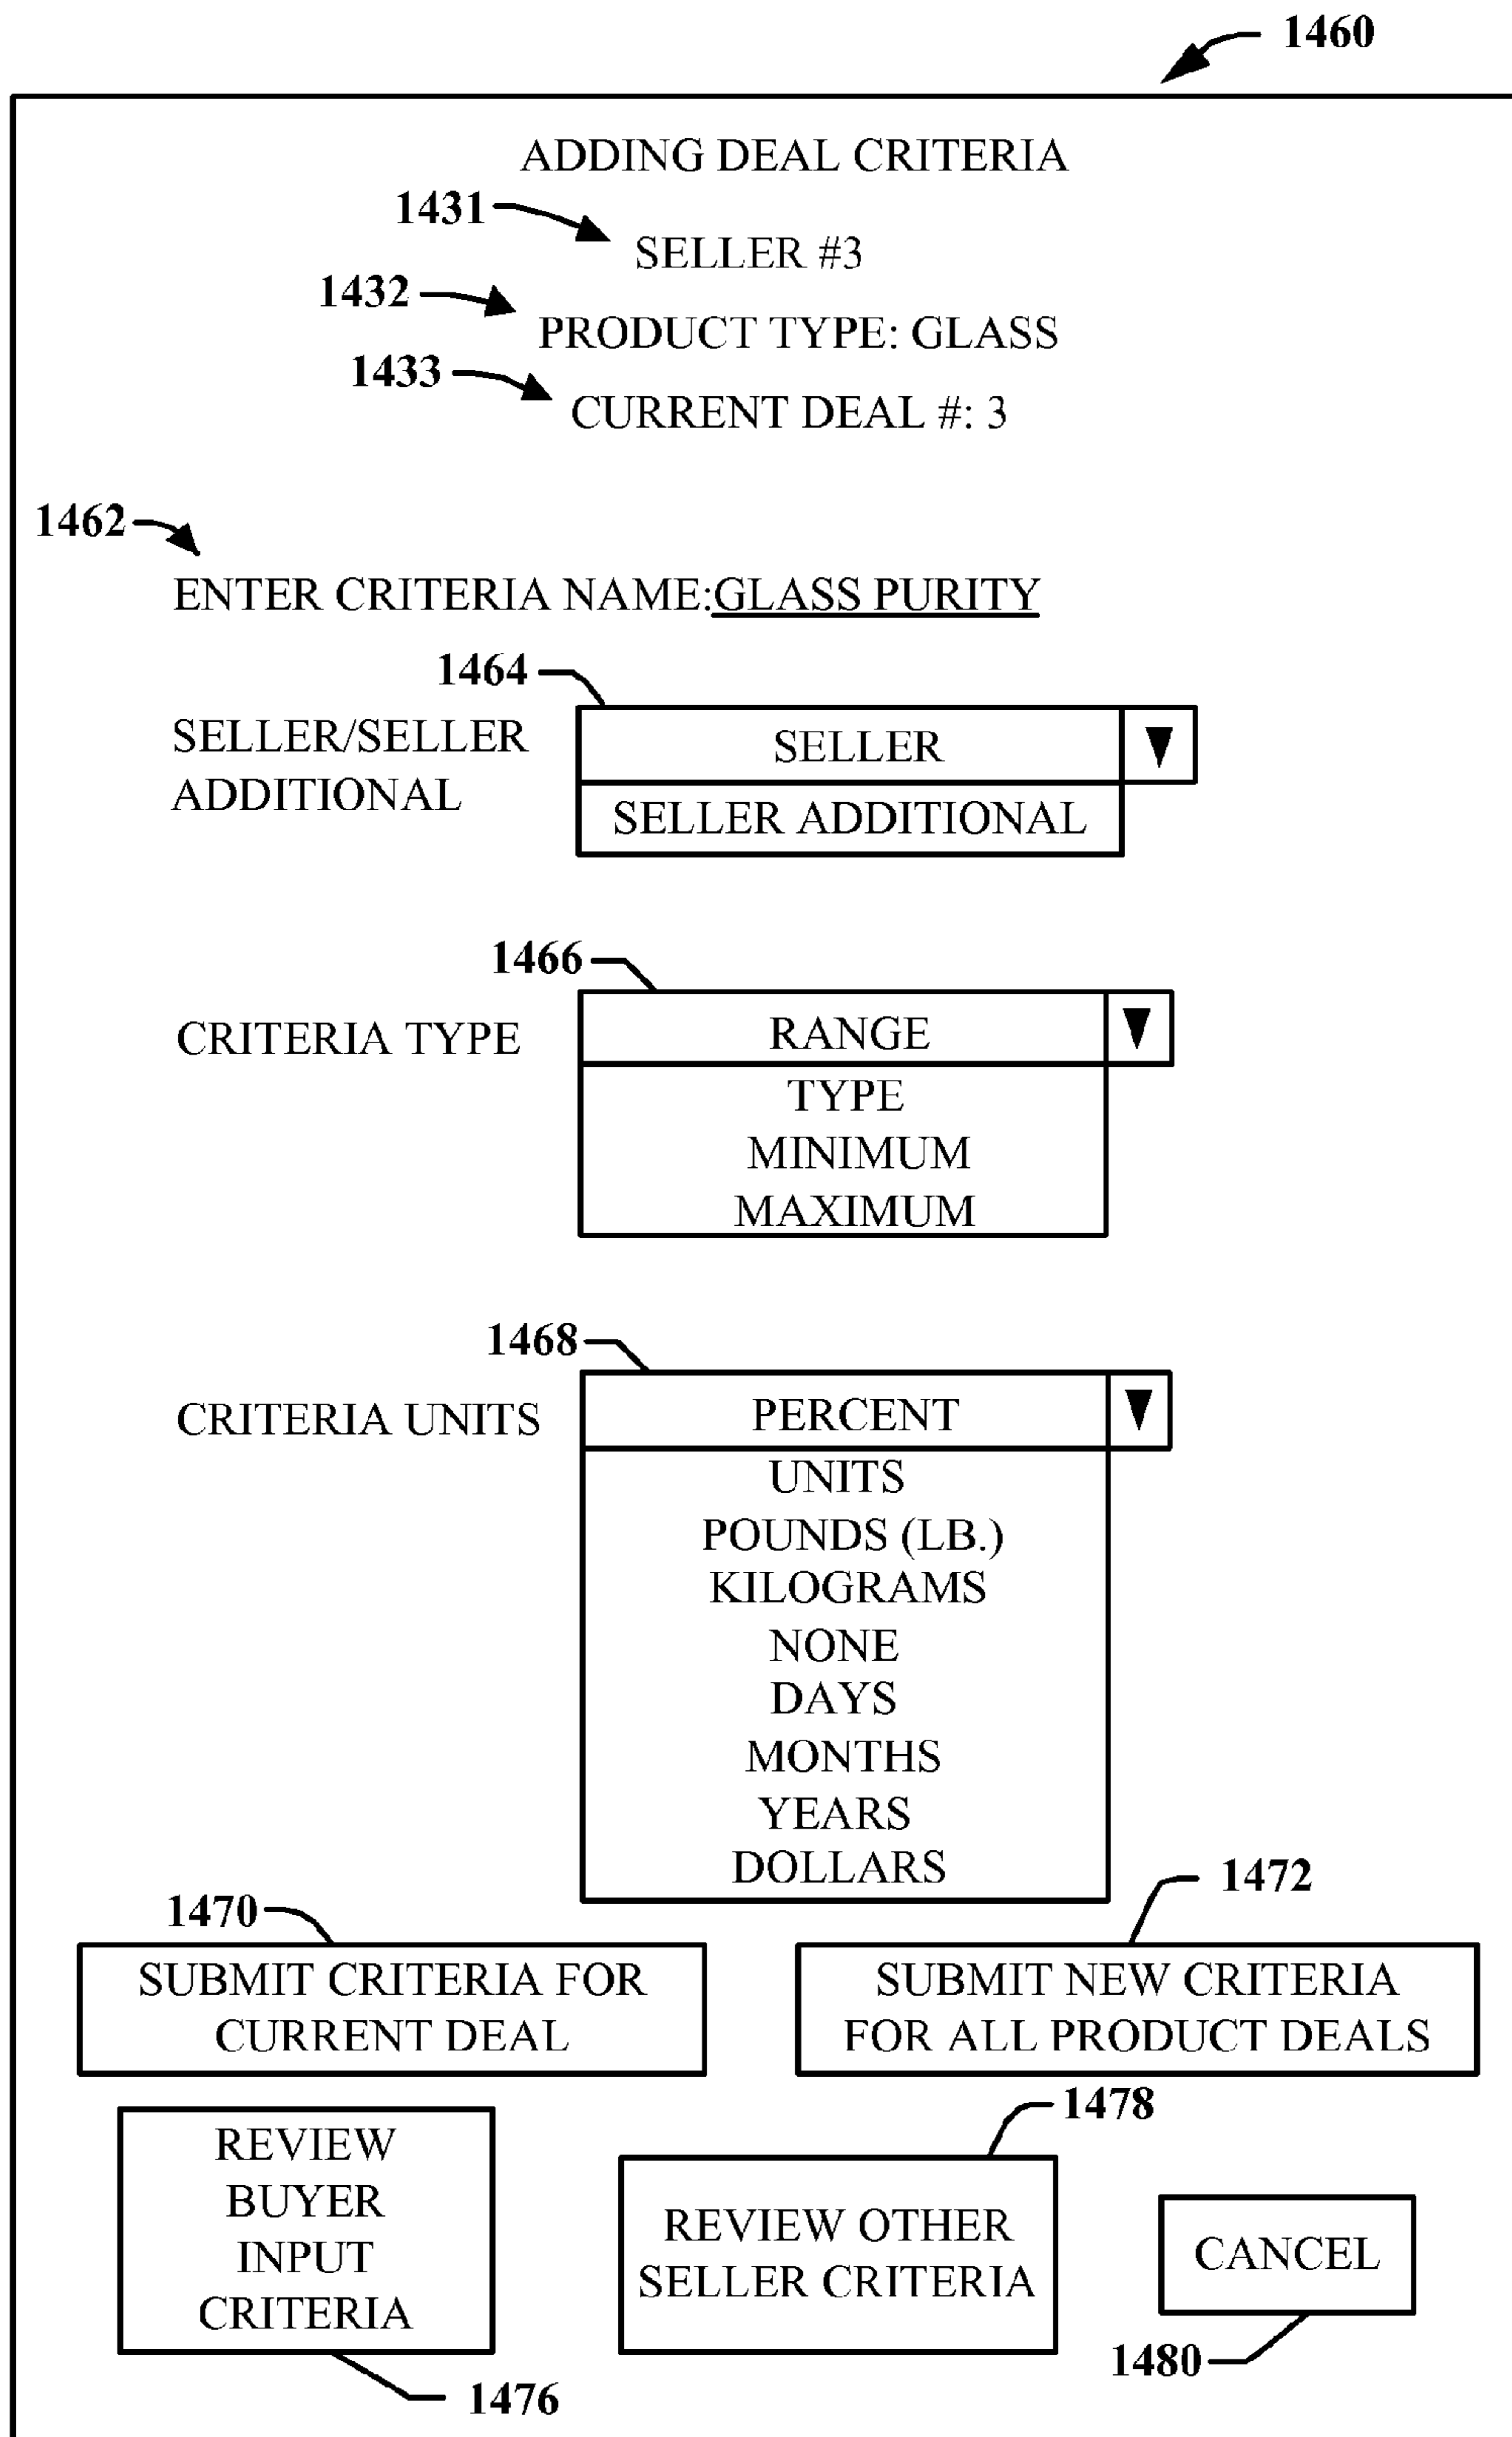 1460
ADDING DEAL CRITERIA
1431
SELLER #3
1432
PRODUCT TYPE: GLASS
1433
CURRENT DEAL #: 3
1462
ENTER CRITERIA NAME:GLASS PURITY
1464
SELLER/SELLER
ADDITIONAL
SELLER
SELLER ADDITIONAL
1466
CRITERIA TYPE
RANGE
TYPE
MINIMUM
MAXIMUM
1468
CRITERIA UNITS
PERCENT
UNITS
POUNDS (LB.)
KILOGRAMS
NONE
DAYS
MONTHS
YEARS
DOLLARS
1470
SUBMIT CRITERIA FOR
CURRENT DEAL
1472
SUBMIT NEW CRITERIA
FOR ALL PRODUCT DEALS
REVIEW
BUYER
INPUT
CRITERIA
1476
1478
REVIEW OTHER
SELLER CRITERIA
CANCEL
1480